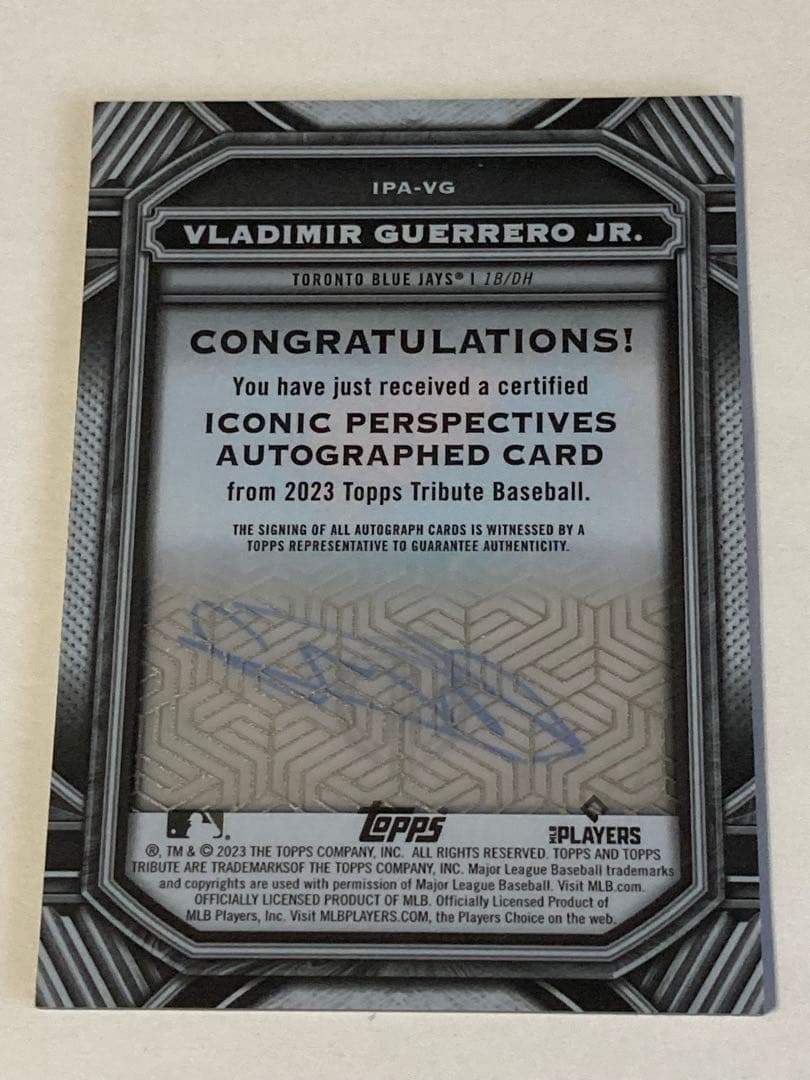 IPA-VG
VLADIMIR GUERRERO JR.
TORONTO BLUE JAYS® | 1B/DH
CONGRATULATIONS!
You have just received a certified
ICONIC PERSPECTIVES
AUTOGRAPHED CARD
from 2023 Topps Tribute Baseball.
THE SIGNING OF ALL AUTOGRAPH CARDS IS WITNESSED BY A
TOPPS REPRESENTATIVE TO GUARANTEE AUTHENTICITY.
topps
MLB PLAYERS
®, TM & © 2023 THE TOPPS COMPANY, INC. ALL RIGHTS RESERVED. TOPPS AND TOPPS
TRIBUTE ARE TRADEMARKSOF THE TOPPS COMPANY, INC. Major League Baseball trademarks
and copyrights are used with permission of Major League Baseball. Visit MLB.com.
OFFICIALLY LICENSED PRODUCT OF MLB. Officially Licensed Product of
MLB Players, Inc. Visit MLBPLAYERS.COM, the Players Choice on the web.